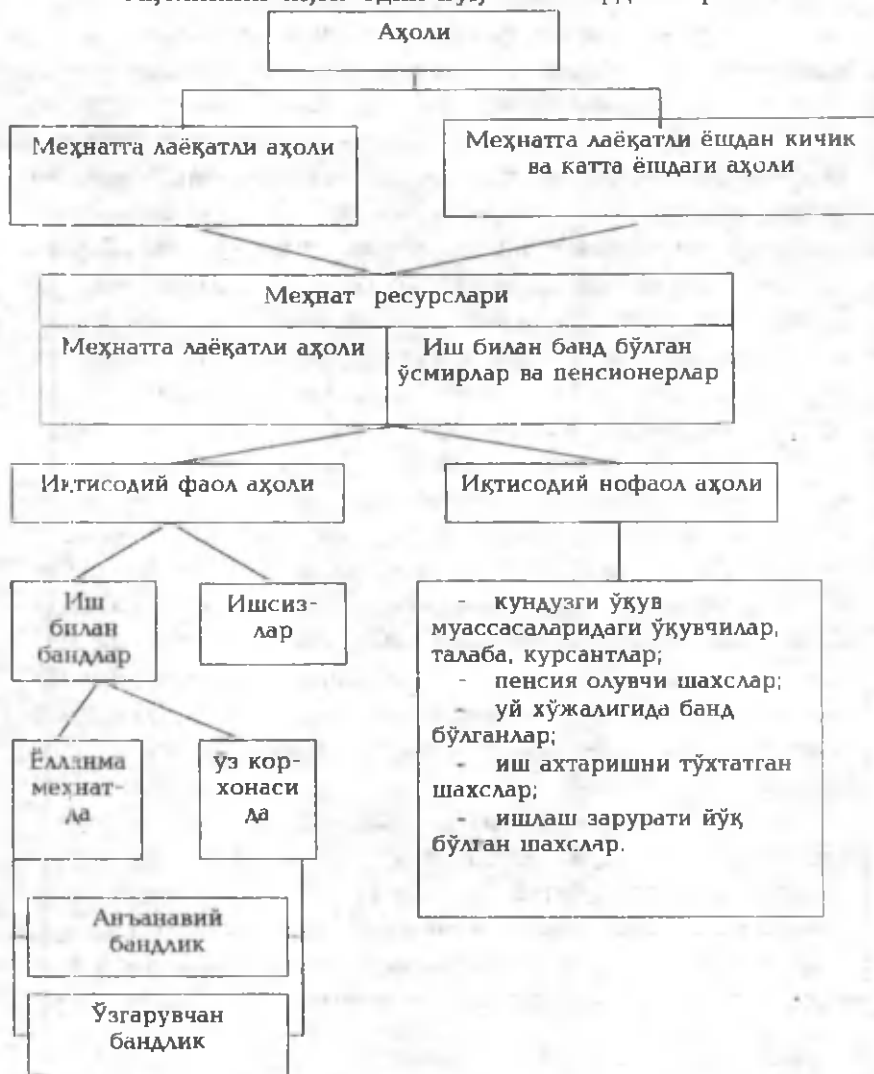 Аҳоли
Меҳнатга лаёқатли аҳоли
Меҳнатга лаёқатли ёшдан кичик
ва катта ёшдаги аҳоли
Меҳнат ресурслари
Меҳнатга лаёқатли аҳоли
Иш билан банд бўлган
ўсмирлар ва пенсионерлар
Иқтисодий фаол аҳоли
Иқтисодий нофаол аҳоли
Иш
билан
бандлар
Ишсиз-
лар
- кундузги ўқув
муассасаларидаги ўқувчилар,
талаба, курсантлар;
- пенсия олувчи шахслар;
- уй хўжалигида банд
бўлганлар;
- иш ахтаришни тўхтатган
шахслар;
- ишлаш зарурати йўқ
бўлган шахслар.
Ёлланма
меҳнат-
да
ўз кор-
хонаси
да
Анъанавий
бандлик
Ўзгарувчан
бандлик